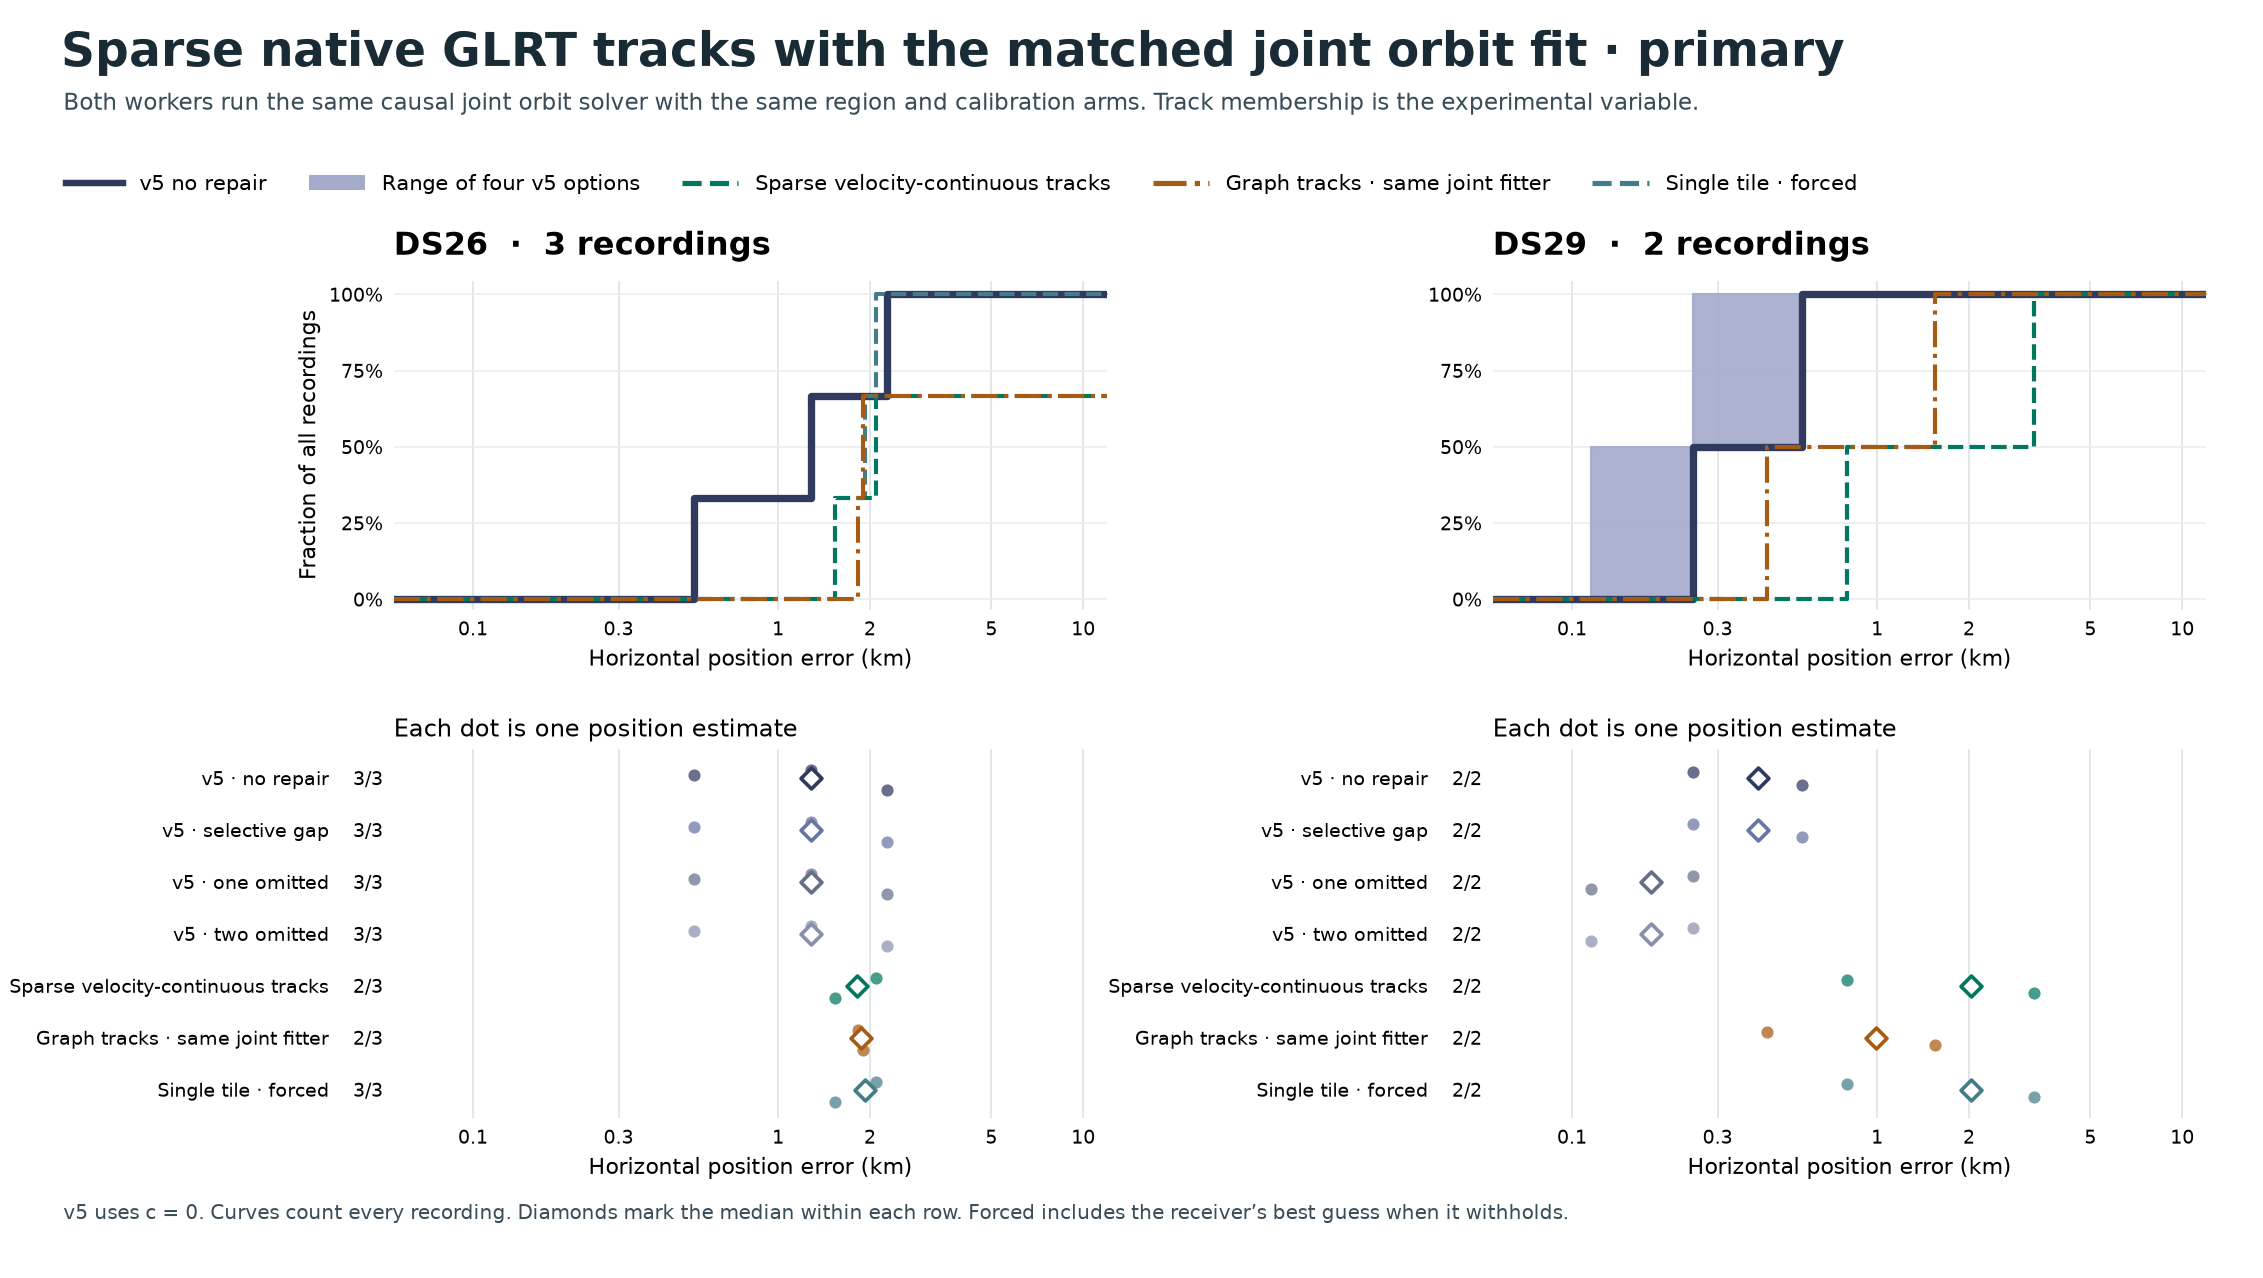 Sparse native GLRT tracks with the matched joint orbit fit · primary
Both workers run the same causal joint orbit solver with the same region and calibration arms. Track membership is the experimental variable.
v5 no repair
Range of four v5 options
Sparse velocity-continuous tracks
Graph tracks · same joint fitter
Single tile · forced
DS26 · 3 recordings
Fraction of all recordings
100%
75%
50%
25%
0%
0.1 0.3 1 2 5 10
Horizontal position error (km)
DS29 · 2 recordings
100%
75%
50%
25%
0%
0.1 0.3 1 2 5 10
Horizontal position error (km)
Each dot is one position estimate
v5 · no repair 3/3
v5 · selective gap 3/3
v5 · one omitted 3/3
v5 · two omitted 3/3
Sparse velocity-continuous tracks 2/3
Graph tracks · same joint fitter 2/3
Single tile · forced 3/3
0.1 0.3 1 2 5 10
Horizontal position error (km)
Each dot is one position estimate
v5 · no repair 2/2
v5 · selective gap 2/2
v5 · one omitted 2/2
v5 · two omitted 2/2
Sparse velocity-continuous tracks 2/2
Graph tracks · same joint fitter 2/2
Single tile · forced 2/2
0.1 0.3 1 2 5 10
Horizontal position error (km)
v5 uses c = 0. Curves count every recording. Diamonds mark the median within each row. Forced includes the receiver’s best guess when it withholds.